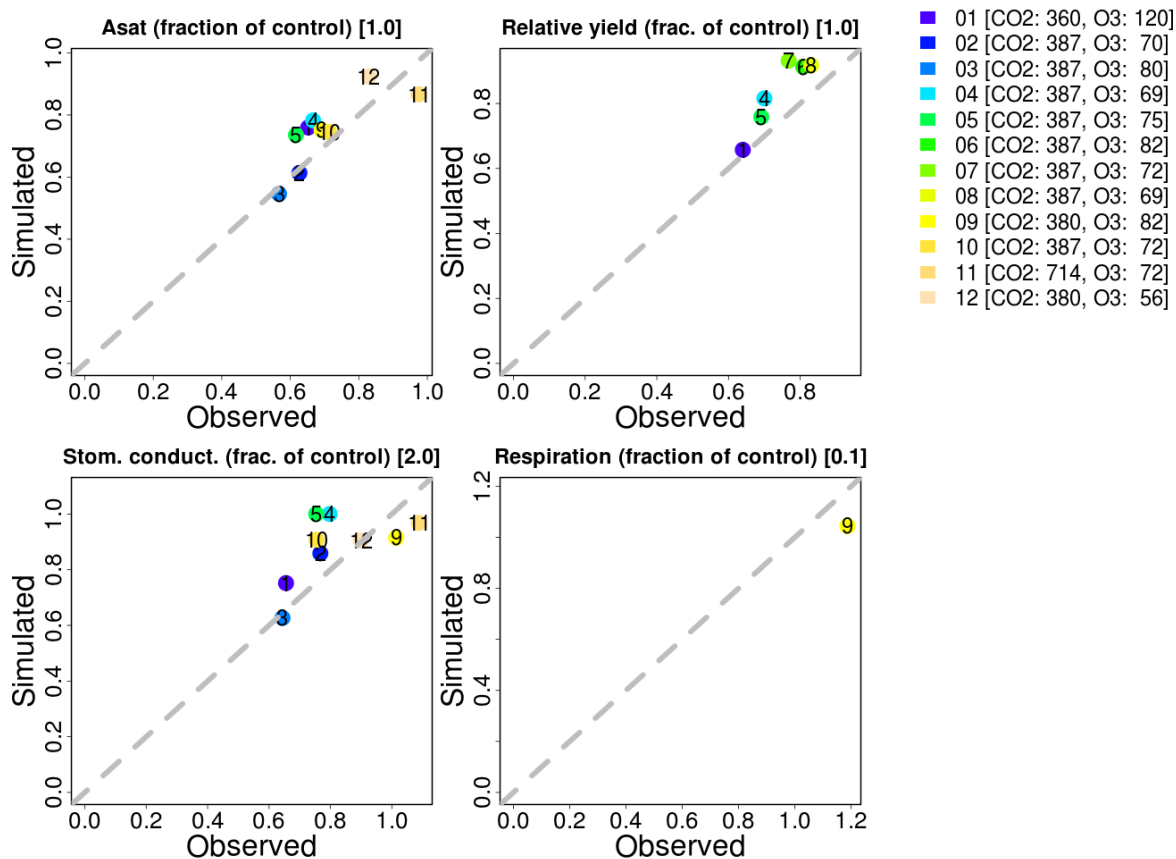 Asat (fraction of control) [1.0]
Simulated
0.0 0.2 0.4 0.6 0.8 1.0
12
11
4
1
5
9
10
2
3
0.0 0.2 0.4 0.6 0.8 1.0
Observed
Relative yield (frac. of control) [1.0]
Simulated
0.0 0.2 0.4 0.6 0.8
7
6
8
4
5
1
0.0 0.2 0.4 0.6 0.8
Observed
01 [CO2: 360, O3: 120]
02 [CO2: 387, O3: 70]
03 [CO2: 387, O3: 80]
04 [CO2: 387, O3: 69]
05 [CO2: 387, O3: 75]
06 [CO2: 387, O3: 82]
07 [CO2: 387, O3: 72]
08 [CO2: 387, O3: 69]
09 [CO2: 380, O3: 82]
10 [CO2: 387, O3: 72]
11 [CO2: 714, O3: 72]
12 [CO2: 380, O3: 56]
Stom. conduct. (frac. of control) [2.0]
Simulated
0.0 0.2 0.4 0.6 0.8 1.0
5
4
11
10
12
9
2
1
3
0.0 0.2 0.4 0.6 0.8 1.0
Observed
Respiration (fraction of control) [0.1]
Simulated
0.0 0.4 0.8 1.2
9
0.0 0.2 0.4 0.6 0.8 1.0 1.2
Observed